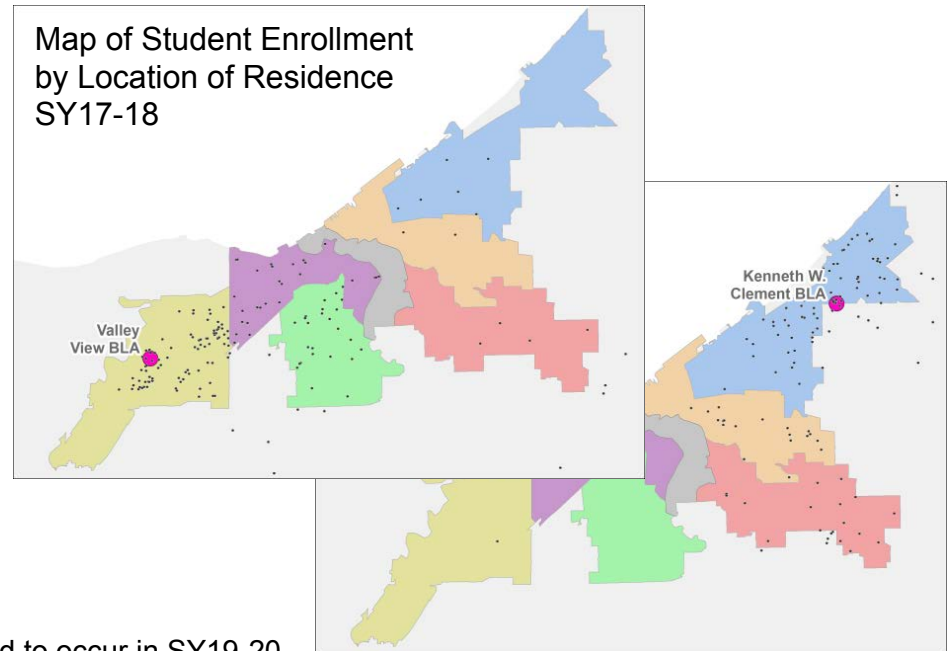 Map of Student Enrollment
by Location of Residence
SY17-18
Valley
View BLA
Kenneth W.
Clement BLA
d to occur in SY19-20